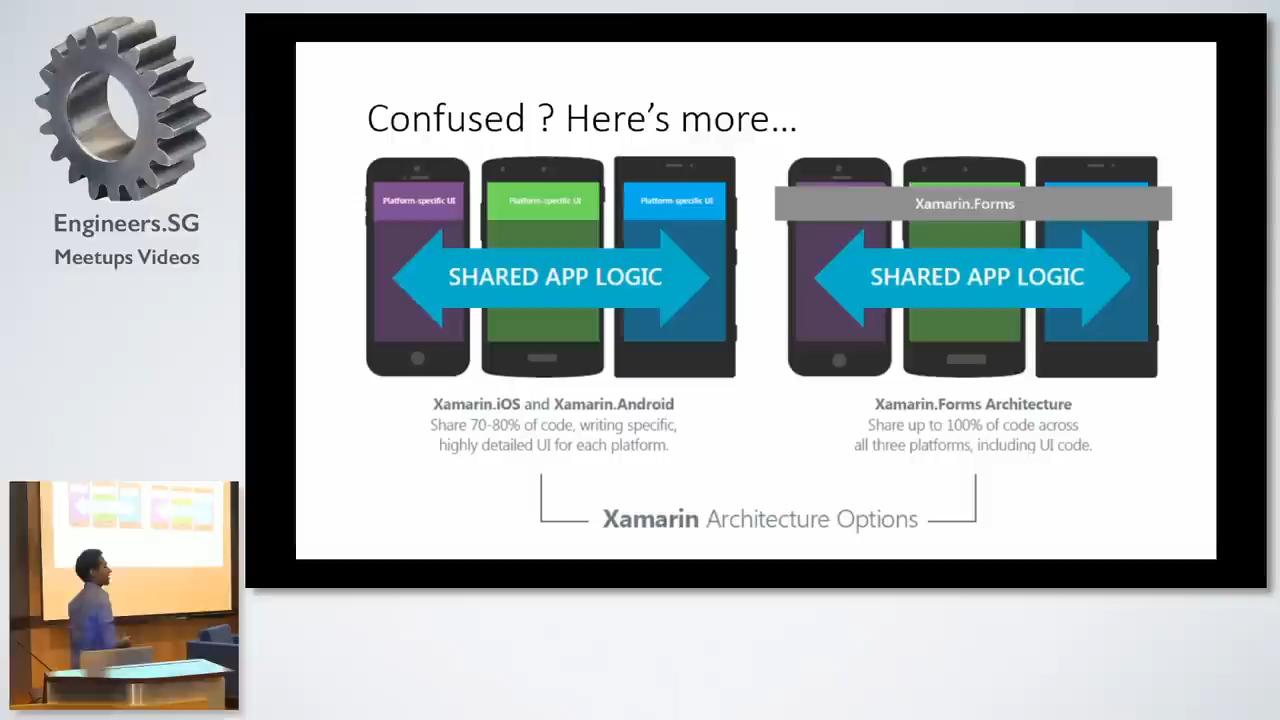 Engineers.SG
Meetups Videos
Confused ? Here's more...
Platform-specific UI
Platform-specific UI
Platform-specific UI
SHARED APP LOGIC
Xamarin.Forms
SHARED APP LOGIC
Xamarin.iOS and Xamarin.Android
Share 70-80% of code, writing specific,
highly detailed UI for each platform.
Xamarin.Forms Architecture
Share up to 100% of code across
all three platforms, including UI code.
Xamarin Architecture Options